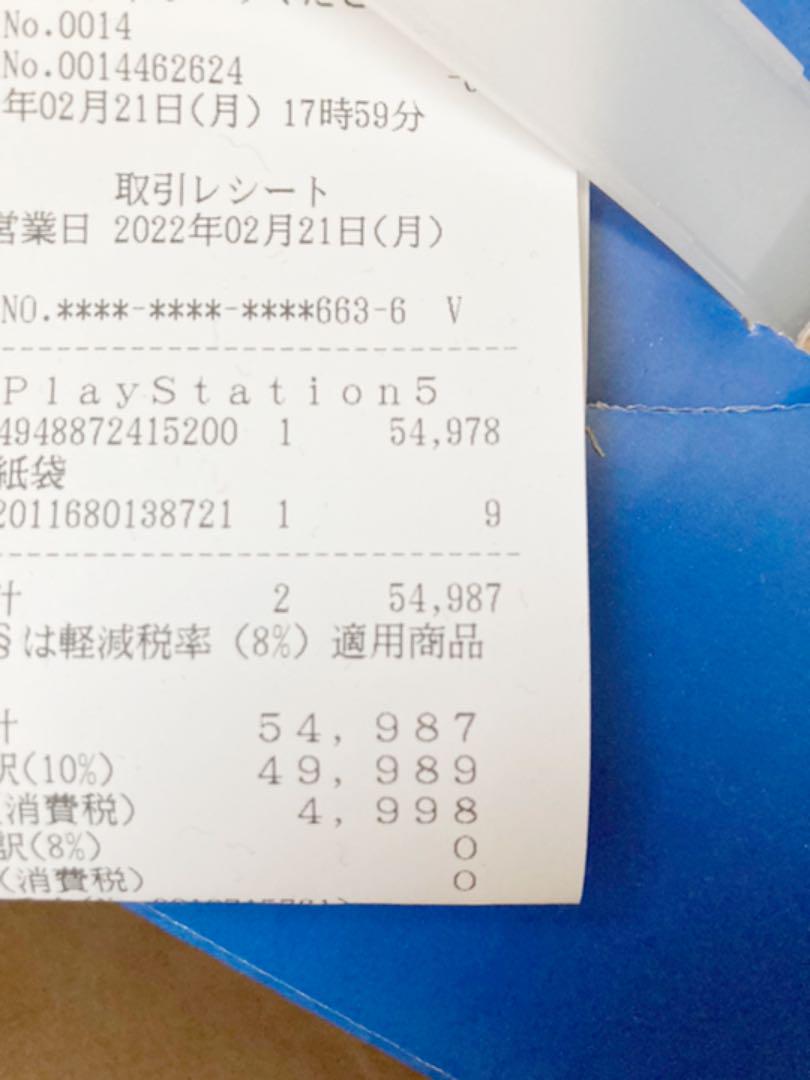 No.0014
No.0014462624
年02月21日(月) 17時59分
取引レシート
営業日 2022年02月21日(月)
NO.****-****-****663-6 V
PlayStation5
4948872415200 1 54,978
紙袋
2011680138721 1 9
計 2 54,987
§は軽減税率(8%)適用商品
計 54,987
訳(10%) 49,989
(消費税) 4,998
訳(8%) 0
(消費税) 0